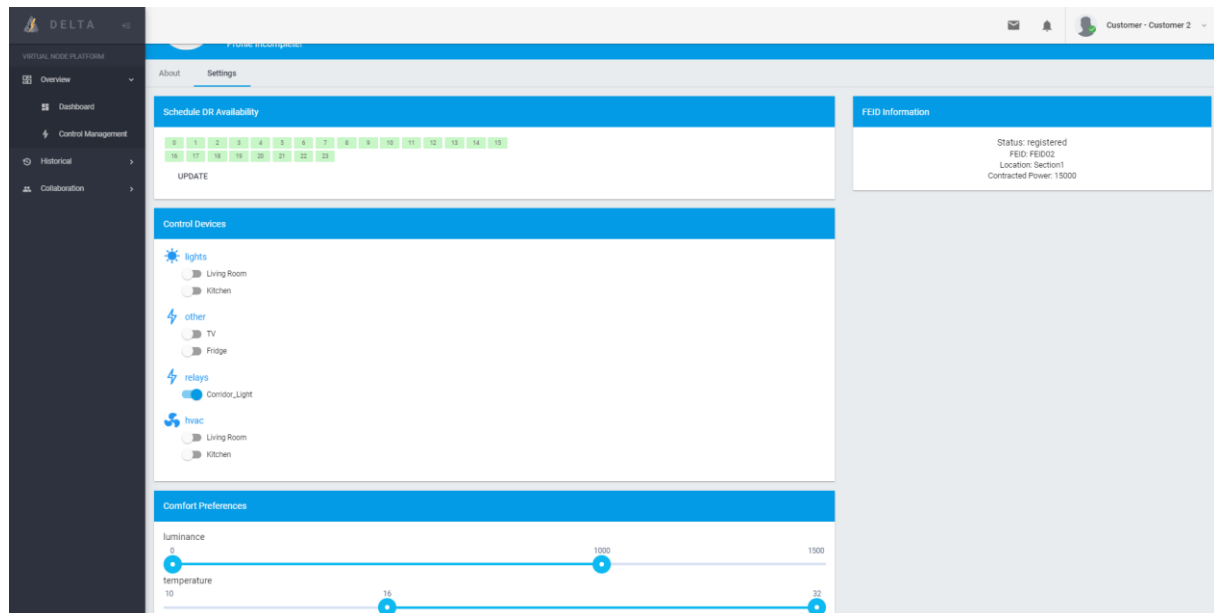 DELTA
Customer - Customer 2
VIRTUAL NODE PLATFORM
Overview
Dashboard
Control Management
Historical
Collaboration
Profile Incomplete!
About Settings
Schedule DR Availability
0 1 2 3 4 5 6 7 8 9 10 11 12 13 14 15
16 17 18 19 20 21 22 23
UPDATE
FEID Information
Status: registered
FEID: FEID02
Location: Section1
Contracted Power: 15000
Control Devices
lights
Living Room
Kitchen
other
TV
Fridge
relays
Corridor_Light
hvac
Living Room
Kitchen
Comfort Preferences
luminance
0 1000 1500
temperature
10 16 32